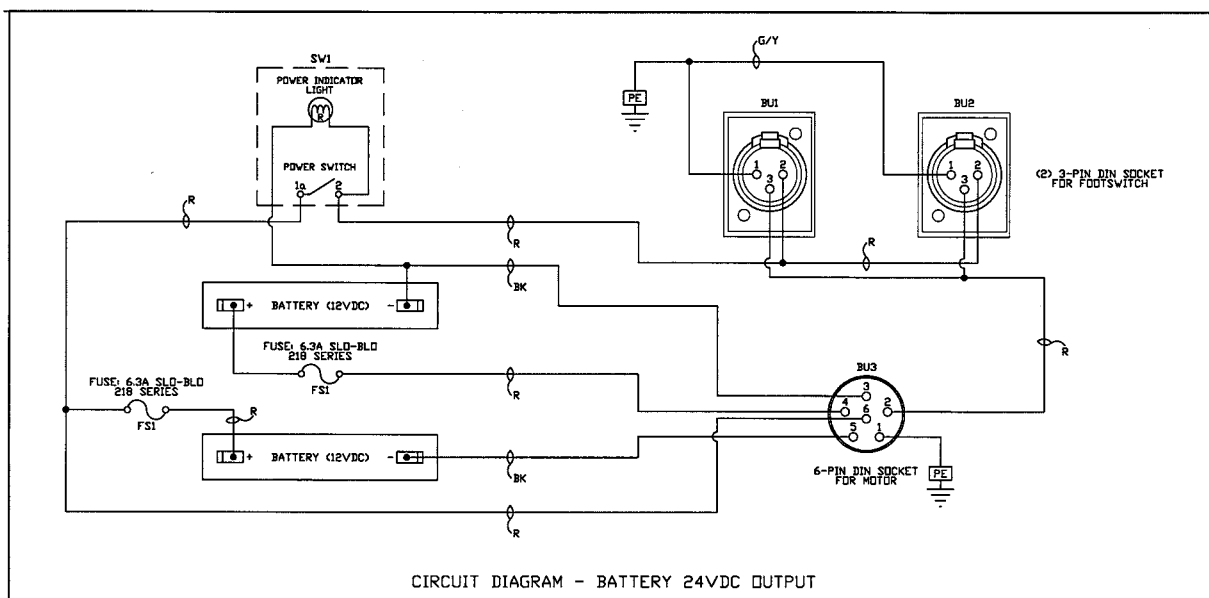 G/Y
SW1
POWER INDICATOR
LIGHT
R
PE
BU1
BU2
POWER SWITCH
1a
2
1
2
3
1
2
3
(2) 3-PIN DIN SOCKET
FOR FOOTSWITCH
R
R
R
BK
+
BATTERY (12VDC)
-
FUSE: 6.3A SLO-BLO
218 SERIES
FS1
R
R
FUSE: 6.3A SLO-BLO
218 SERIES
FS1
R
BU3
3
4
6
2
5
1
+
BATTERY (12VDC)
-
BK
6-PIN DIN SOCKET
FOR MOTOR
PE
R
CIRCUIT DIAGRAM - BATTERY 24VDC OUTPUT